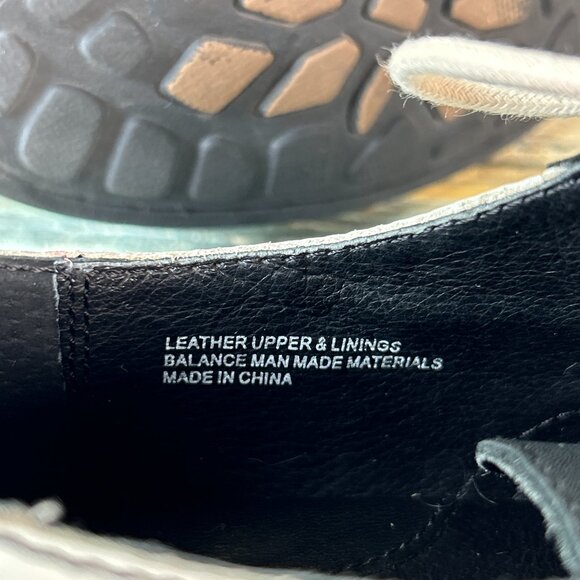 LEATHER UPPER & LININGS
BALANCE MAN MADE MATERIALS
MADE IN CHINA